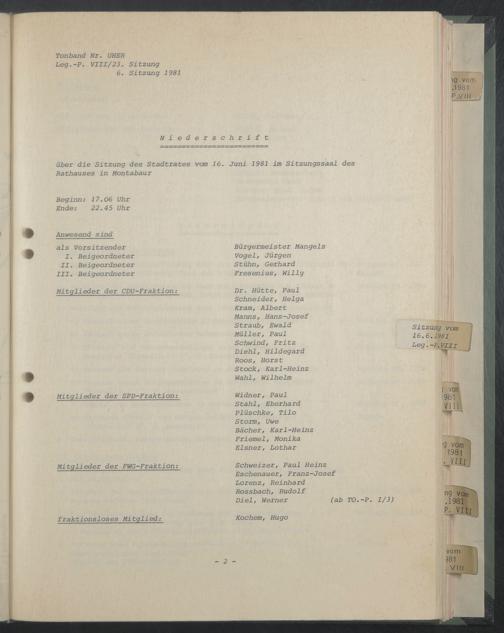 Tonband Nr. UHER
Leg.-P. VIII/23. Sitzung
6. Sitzung 1981
Niederschrift
über die Sitzung des Stadtrates vom 16. Juni 1981 im Sitzungssaal des
Rathauses in Montabaur
Beginn: 17.06 Uhr
Ende: 22.45 Uhr
Anwesend sind
als Vorsitzender Bürgermeister Mangels
I. Beigeordneter Vogel, Jürgen
II. Beigeordneter Stühn, Gerhard
III. Beigeordneter Fresenius, Willy
Mitglieder der CDU-Fraktion: Dr. Hütte, Paul
Schneider, Helga
Kram, Albert
Manns, Hans-Josef
Straub, Ewald
Müller, Paul
Schwind, Fritz
Diehl, Hildegard
Roos, Horst
Stock, Karl-Heinz
Wahl, Wilhelm
Mitglieder der SPD-Fraktion: Widner, Paul
Stahl, Eberhard
Plüschke, Tilo
Storm, Uwe
Bächer, Karl-Heinz
Friemel, Monika
Elsner, Lothar
Mitglieder der FWG-Fraktion: Schweizer, Paul Heinz
Eschenauer, Franz-Josef
Lorenz, Reinhard
Rossbach, Rudolf
Diel, Werner (ab TO.-P. I/3)
fraktionsloses Mitglied: Kochem, Hugo
- 2 -
Sitzung vom
16.6.1981
Leg.-P.VIII